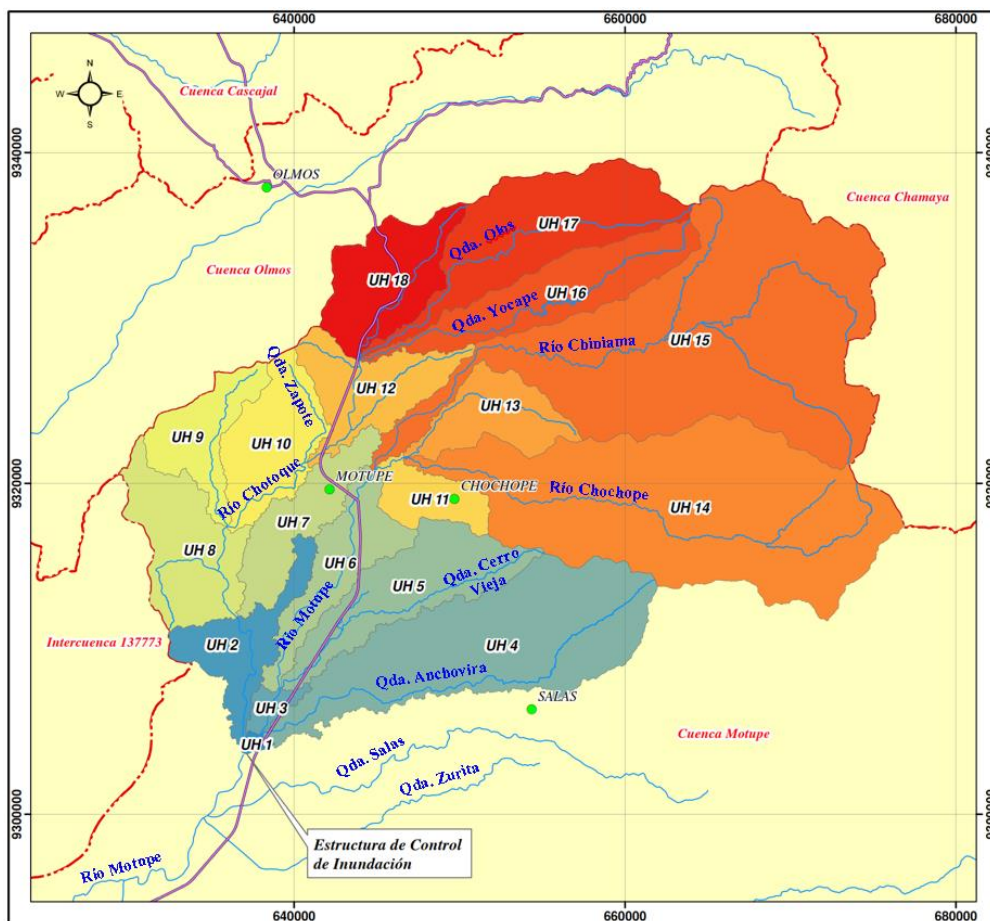 640000
660000
680000
N
W
E
S
Cuenca Cascajal
OLMOS
9340000
9340000
Cuenca Chamaya
Cuenca Olmos
Qda. Olos
UH 17
UH 18
UH 16
Qda. Yocape
UH 15
Río Chiniama
Qda. Zapote
UH 12
UH 13
UH 9
UH 10
MOTUPE
CHOCHOPE
9320000
9320000
Río Chotoque
UH 11
Río Chochope
UH 14
UH 7
UH 8
UH 6
UH 5
Qda. Cerro
Vieja
Río Motupe
Intercuenca 137773
UH 2
UH 4
Qda. Anchovira
UH 3
SALAS
UH 1
Cuenca Motupe
Qda. Salas
Qda. Zurita
9300000
9300000
Estructura de Control
de Inundación
Río Motupe
640000
660000
680000